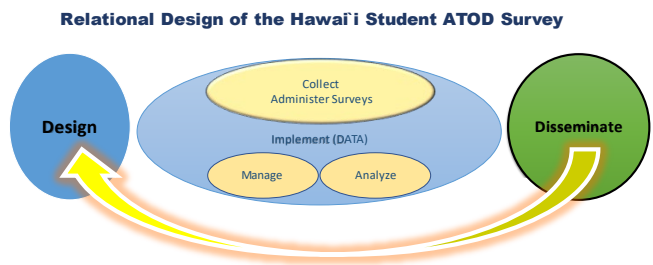 Relational Design of the Hawai`i Student ATOD Survey
Design
Collect
Administer Surveys
Implement (DATA)
Manage
Analyze
Disseminate